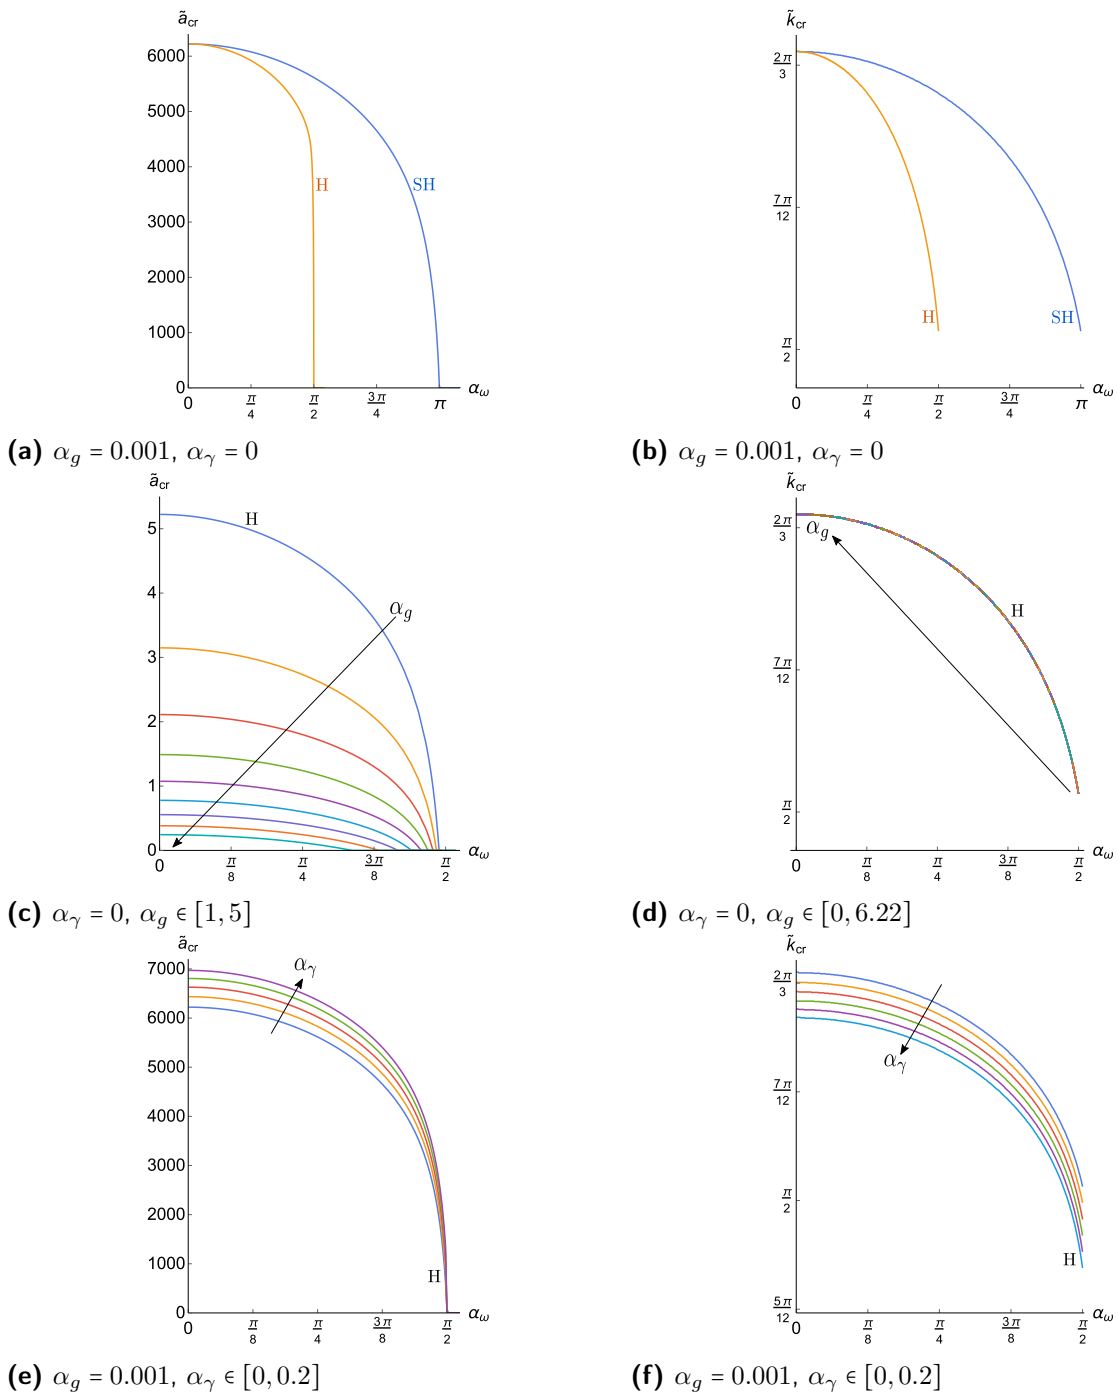 ã_cr
6000
5000
4000
3000
2000
1000
0
H
SH
0 π/4 π/2 3π/4 π α_ω
(a) α_g = 0.001, α_γ = 0
k̃_cr
2π/3
7π/12
π/2
H
SH
0 π/4 π/2 3π/4 π α_ω
(b) α_g = 0.001, α_γ = 0
ã_cr
5
4
3
2
1
0
H
α_g
0 π/8 π/4 3π/8 π/2 α_ω
(c) α_γ = 0, α_g ∈ [1, 5]
k̃_cr
2π/3
7π/12
π/2
α_g
H
0 π/8 π/4 3π/8 π/2 α_ω
(d) α_γ = 0, α_g ∈ [0, 6.22]
ã_cr
7000
6000
5000
4000
3000
2000
1000
0
α_γ
H
0 π/8 π/4 3π/8 π/2 α_ω
(e) α_g = 0.001, α_γ ∈ [0, 0.2]
k̃_cr
2π/3
7π/12
π/2
5π/12
α_γ
H
0 π/8 π/4 3π/8 π/2 α_ω
(f) α_g = 0.001, α_γ ∈ [0, 0.2]